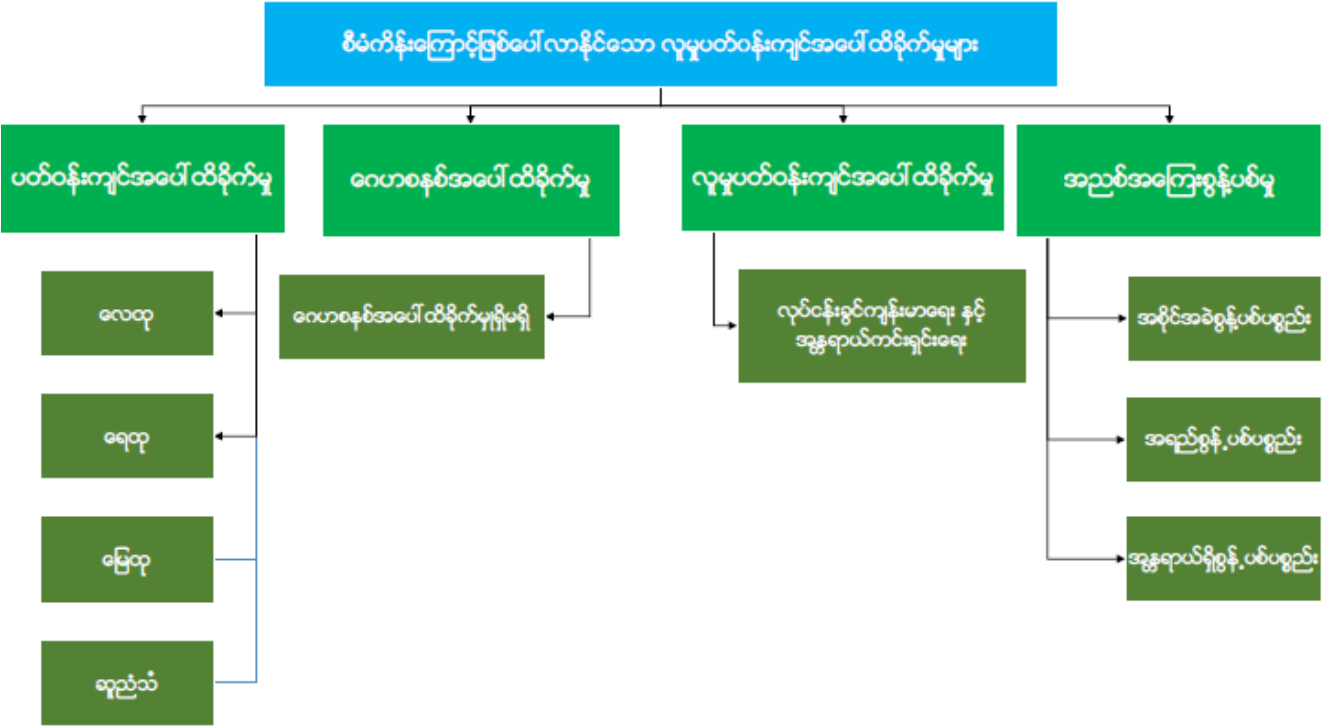 စီမံကိန်းကြောင့်ဖြစ်ပေါ်လာနိုင်သော လူမှုပတ်ဝန်းကျင်အပေါ်ထိခိုက်မှုများ
ပတ်ဝန်းကျင်အပေါ်ထိခိုက်မှု
ဂေဟစနစ်အပေါ်ထိခိုက်မှု
လူမှုပတ်ဝန်းကျင်အပေါ်ထိခိုက်မှု
အညစ်အကြေးစွန့်ပစ်မှု
လေထု
ရေထု
မြေထု
ဆူညံသံ
ဂေဟစနစ်အပေါ်ထိခိုက်မှုရှိမရှိ
လုပ်ငန်းခွင်ကျန်းမာရေး နှင့်
အန္တရာယ်ကင်းရှင်းရေး
အစိုင်အခဲစွန့်ပစ်ပစ္စည်း
အရည်စွန့်ပစ်ပစ္စည်း
အန္တရာယ်ရှိစွန့်ပစ်ပစ္စည်း